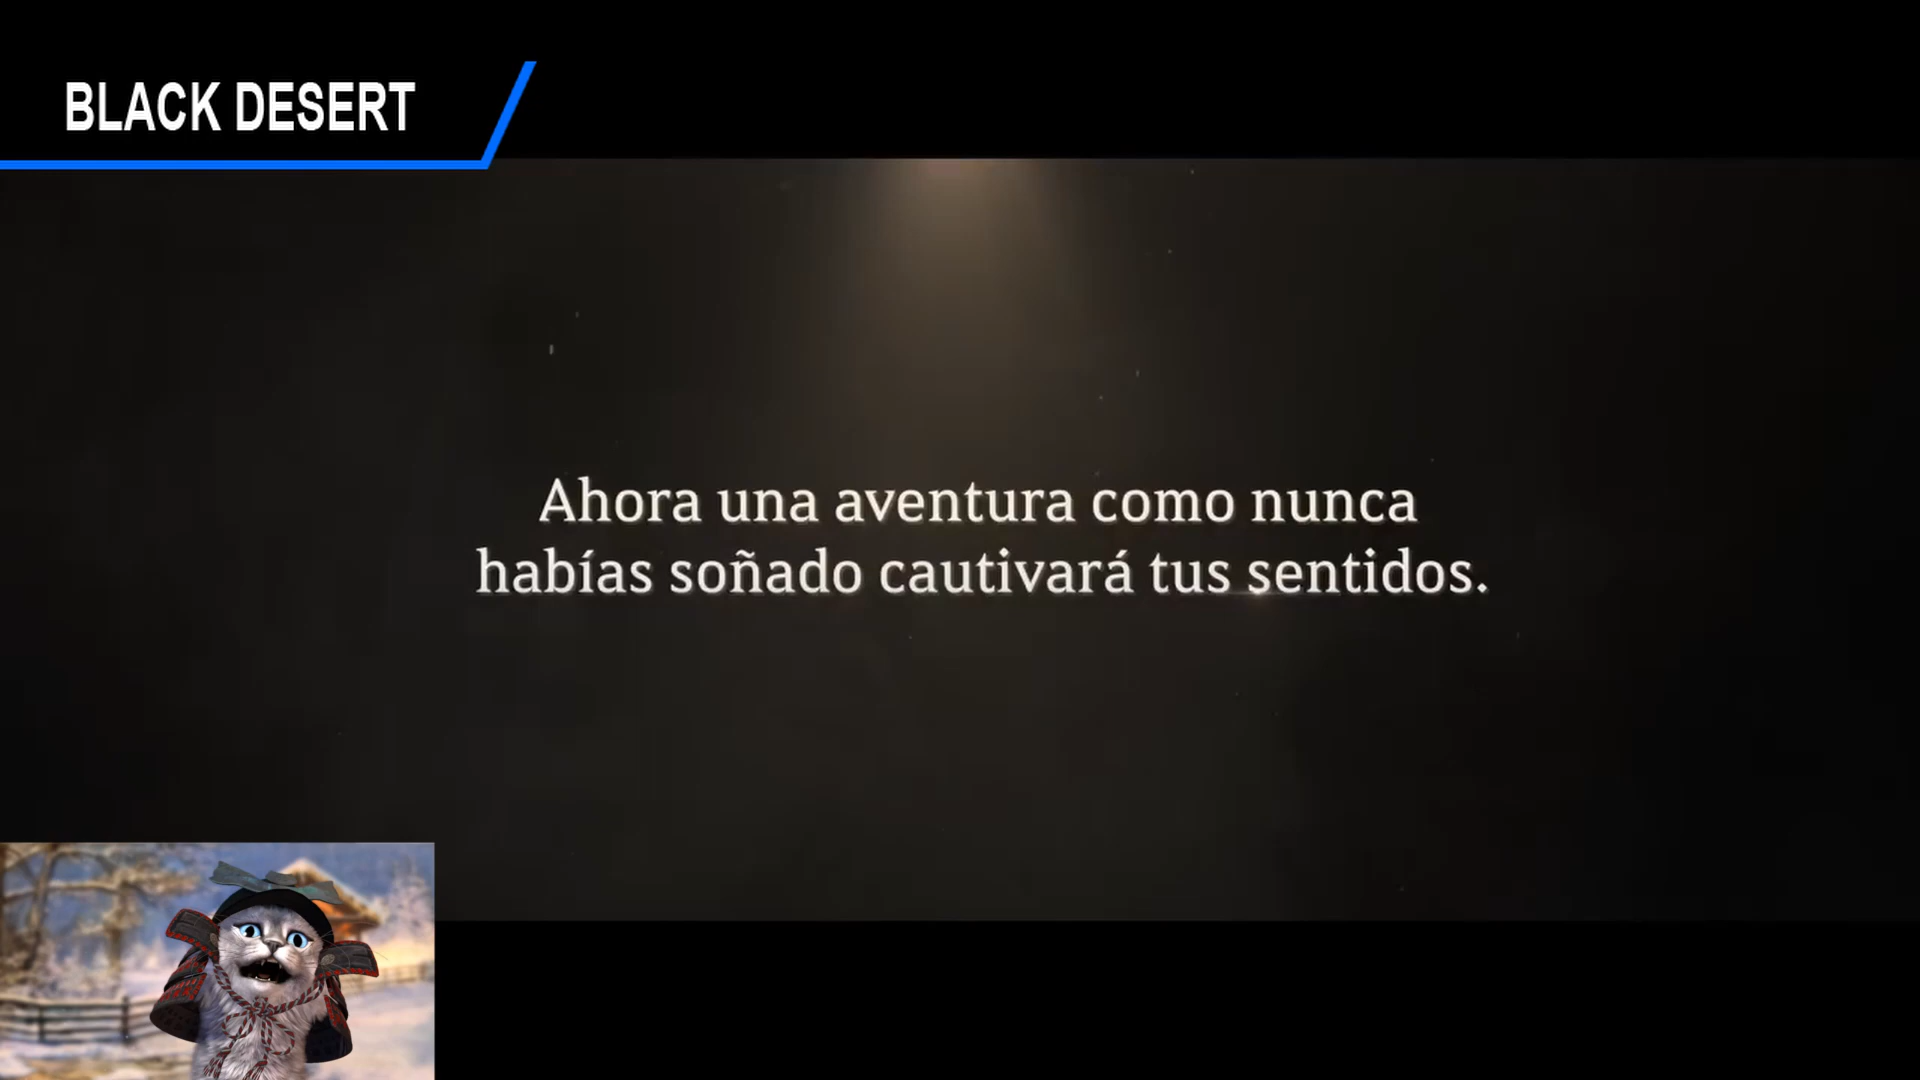 BLACK DESERT
Ahora una aventura como nunca
habías soñado cautivará tus sentidos.